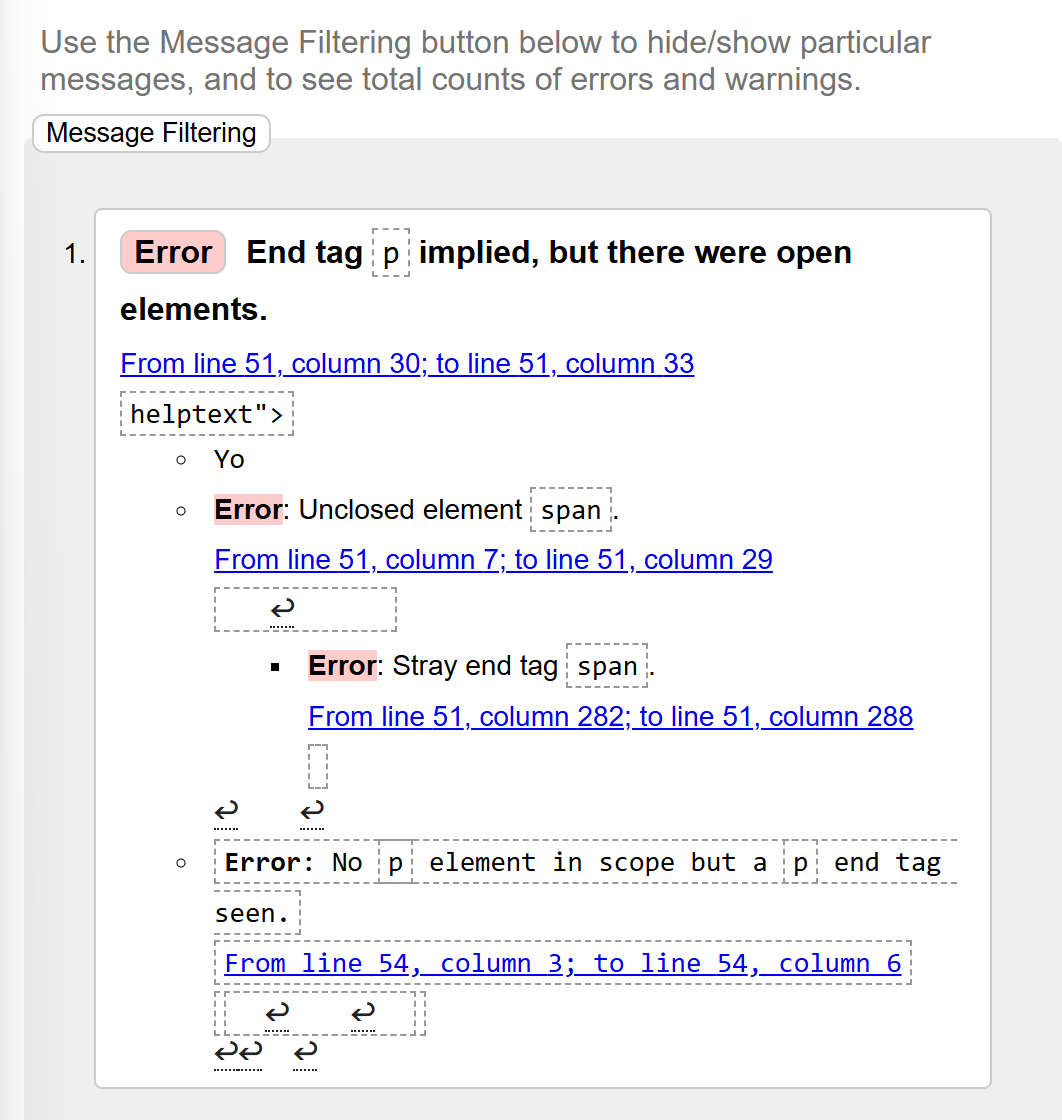 Use the Message Filtering button below to hide/show particular
messages, and to see total counts of errors and warnings.
Message Filtering
1. Error End tag p implied, but there were open
elements.
From line 51, column 30; to line 51, column 33
helptext">
Yo
Error: Unclosed element span.
From line 51, column 7; to line 51, column 29
↩
Error: Stray end tag span.
From line 51, column 282; to line 51, column 288
↩ ↩
Error: No p element in scope but a p end tag
seen.
From line 54, column 3; to line 54, column 6
↩ ↩
↩↩ ↩